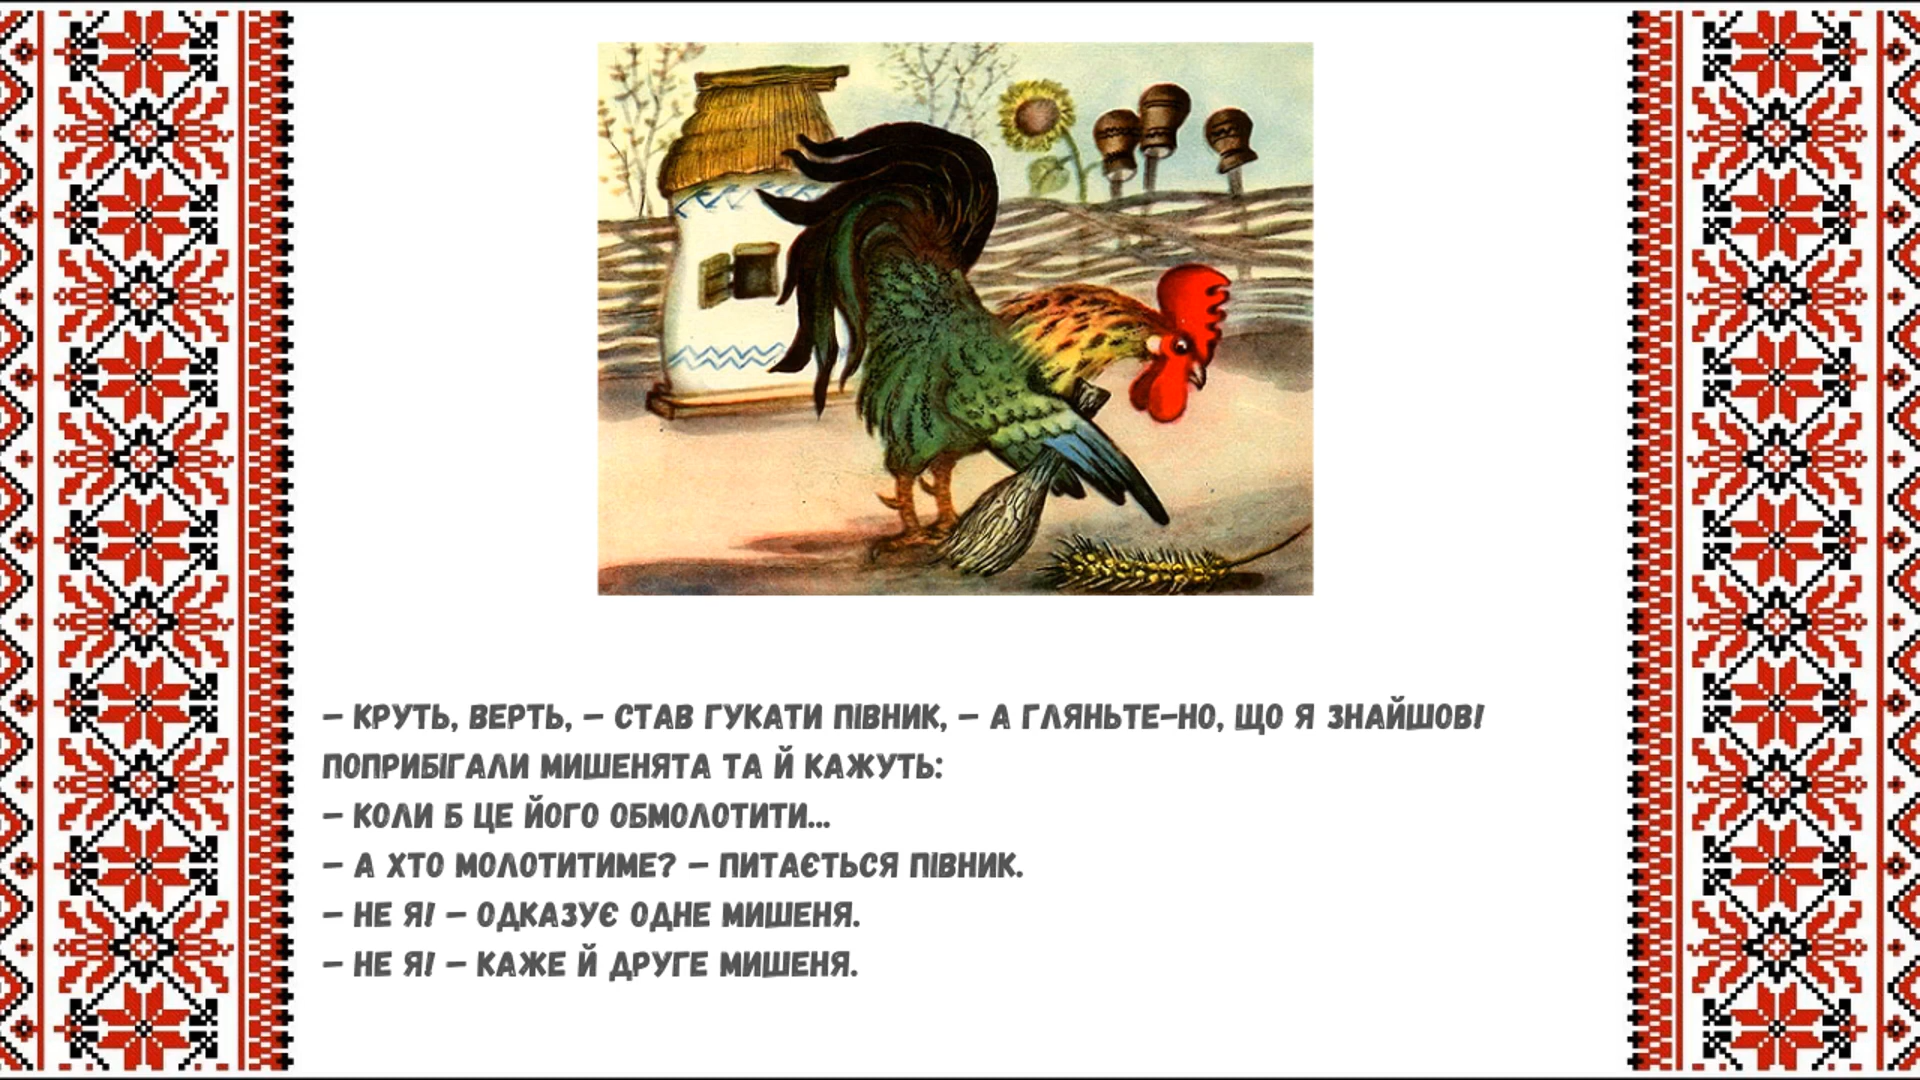 – КРУТЬ, ВЕРТЬ, – СТАВ ГУКАТИ ПІВНИК, – А ГЛЯНЬТЕ-НО, ЩО Я ЗНАЙШОВ!
ПОПРИБІГАЛИ МИШЕНЯТА ТА Й КАЖУТЬ:
– КОЛИ Б ЦЕ ЙОГО ОБМОЛОТИТИ...
– А ХТО МОЛОТИТИМЕ? – ПИТАЄТЬСЯ ПІВНИК.
– НЕ Я! – ОДКАЗУЄ ОДНЕ МИШЕНЯ.
– НЕ Я! – КАЖЕ Й ДРУГЕ МИШЕНЯ.